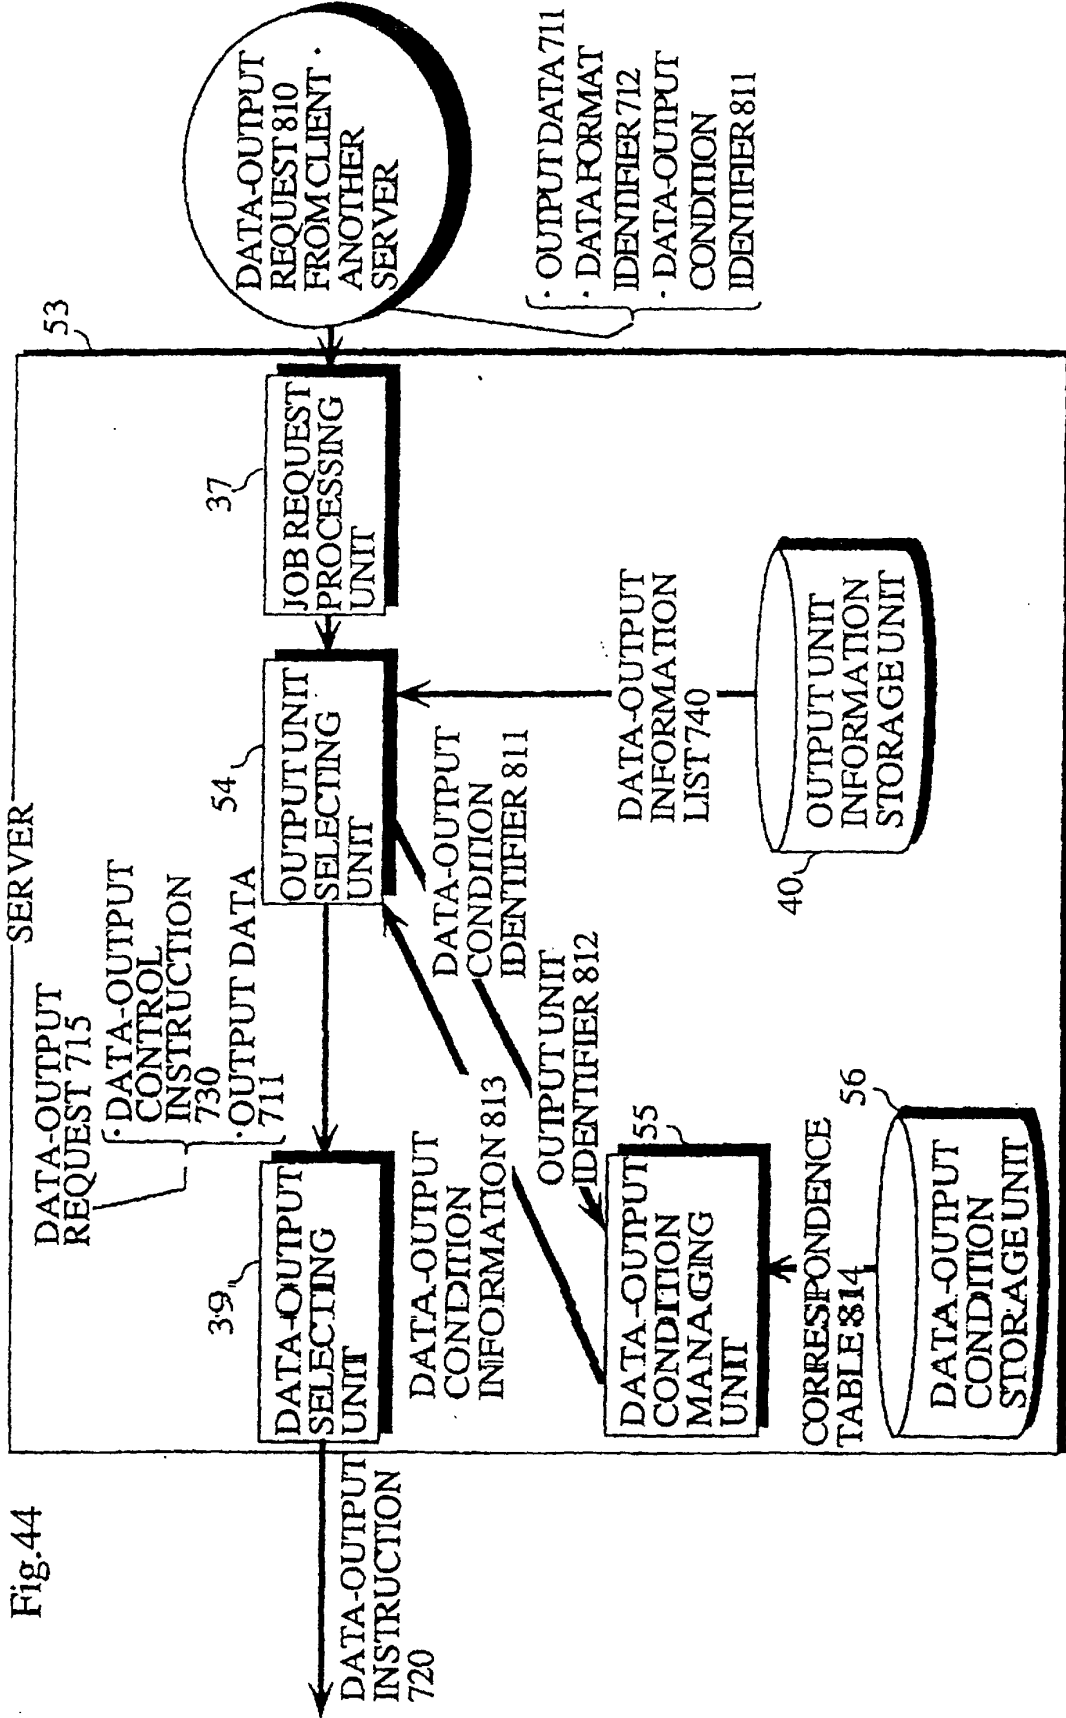 Fig.44
SERVER
53
DATA-OUTPUT
REQUEST 715
· DATA-OUTPUT
CONTROL
INSTRUCTION
730
· OUTPUT DATA
711
DATA-OUTPUT
INSTRUCTION
720
39
DATA-OUTPUT
SELECTING
UNIT
54
OUTPUT UNIT
SELECTING
UNIT
37
JOB REQUEST
PROCESSING
UNIT
DATA-OUTPUT
REQUEST 810
FROM CLIENT ·
ANOTHER
SERVER
· OUTPUT DATA 711
· DATA FORMAT
IDENTIFIER 712
· DATA-OUTPUT
CONDITION
IDENTIFIER 811
DATA-OUTPUT
CONDITION
INFORMATION 813
DATA-OUTPUT
CONDITION
IDENTIFIER 811
OUTPUT UNIT
IDENTIFIER 812
55
DATA-OUTPUT
CONDITION
MANAGING
UNIT
DATA-OUTPUT
INFORMATION
LIST 740
40
OUTPUT UNIT
INFORMATION
STORAGE UNIT
CORRESPONDENCE
TABLE 814
56
DATA-OUTPUT
CONDITION
STORAGE UNIT